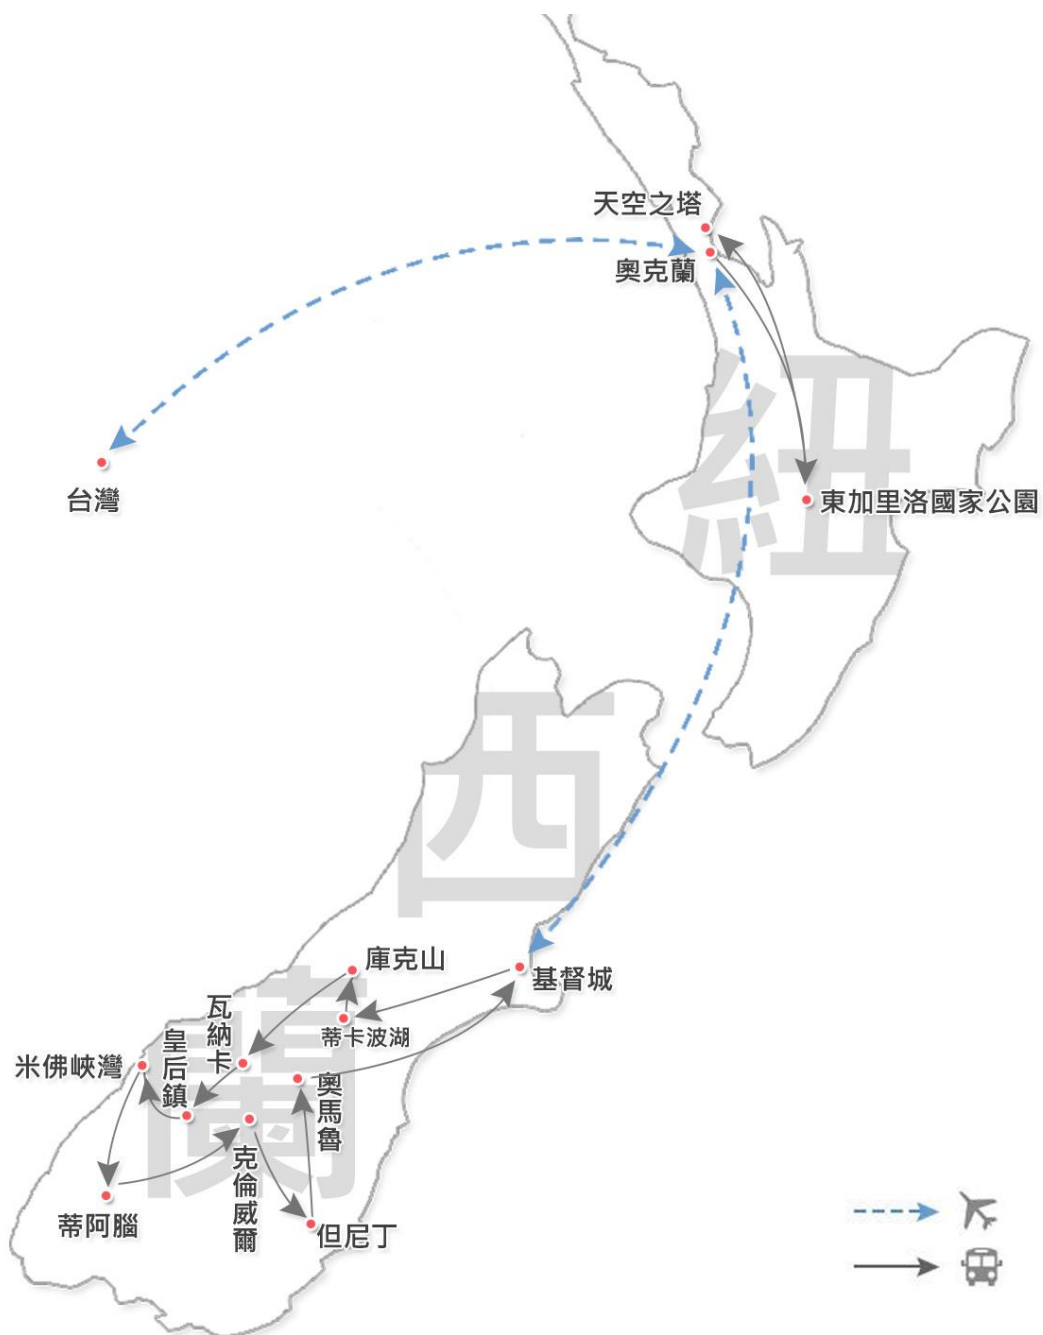 天空之塔
奧克蘭
台灣
紐
東加里洛國家公園
西
庫克山
基督城
蒂卡波湖
瓦納卡
皇后鎮
米佛峽灣
蘭
奧馬魯
克倫威爾
蒂阿腦
但尼丁